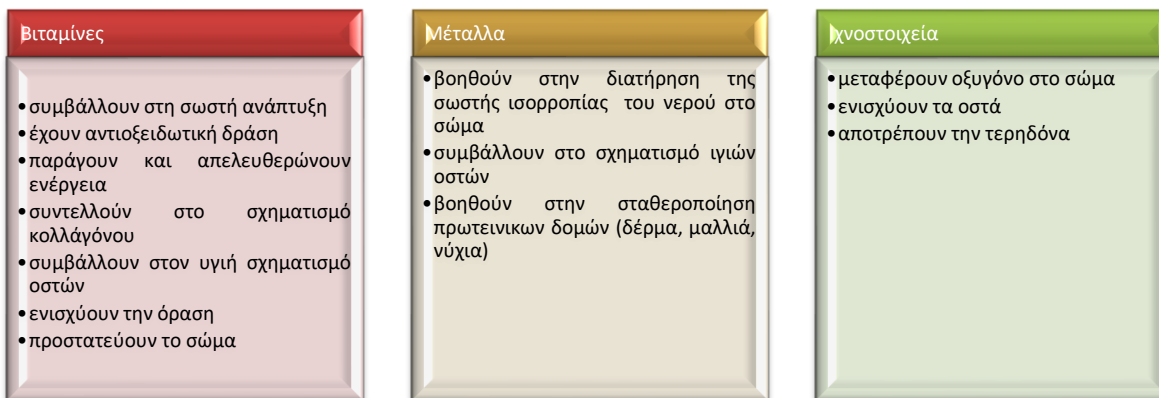 Βιταμίνες
•συμβάλλουν στη σωστή ανάπτυξη
•έχουν αντιοξειδωτική δράση
•παράγουν και απελευθερώνουν
ενέργεια
•συντελλούν στο σχηματισμό
κολλάγόνου
•συμβάλλουν στον υγιή σχηματισμό
οστών
•ενισχύουν την όραση
•προστατεύουν το σώμα
Μέταλλα
•βοηθούν στην διατήρηση της
σωστής ισορροπίας του νερού στο
σώμα
•συμβάλλουν στο σχηματισμό ιγιών
οστών
•βοηθούν στην σταθεροποίηση
πρωτεινικων δομών (δέρμα, μαλλιά,
νύχια)
Ιχνοστοιχεία
•μεταφέρουν οξυγόνο στο σώμα
•ενισχύουν τα οστά
•αποτρέπουν την τερηδόνα